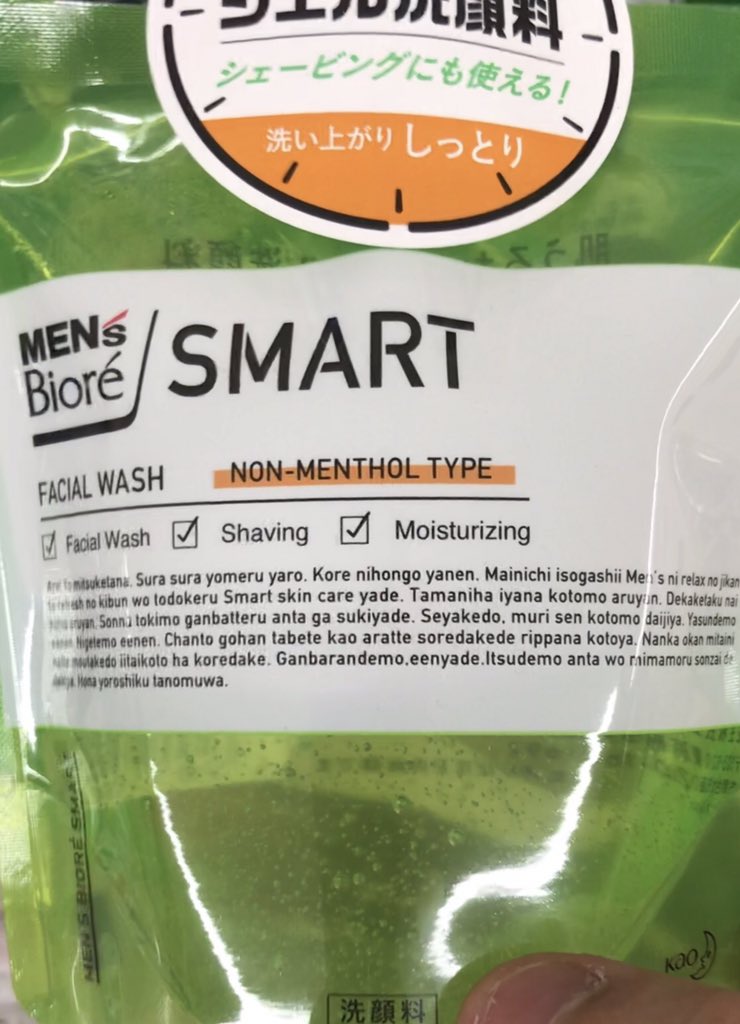 ジェル洗顔料
シェービングにも使える!
洗い上がりしっとり
MEN's
Bioré
SMART
FACIAL WASH
NON-MENTHOL TYPE
Facial Wash Shaving Moisturizing
mitsuketana. Sura sura yomeru yaro. Kore nihongo yanen. Mainichi isogashii Men's ni relax no jikan
to refresh no kibun wo todokeru Smart skin care yade. Tamaniha iyana kotomo aruyan. Dekaketaku nai
aruyan. Sonna tokimo ganbatteru anta ga sukiyade. Seyakedo, muri sen kotomo daijiya. Yasundemo
eenen. Nigetemo eenen. Chanto gohan tabete kao aratte soredakede rippana kotoya. Nanka okan mitaini
moutakedo iitaikoto ha koredake. Ganbarandemo,eenyade.Itsudemo anta wo mimamoru sonzai de
Hona yoroshiku tanomuwa.
MEN'S BIORÉ SMART
Kao
洗顔料